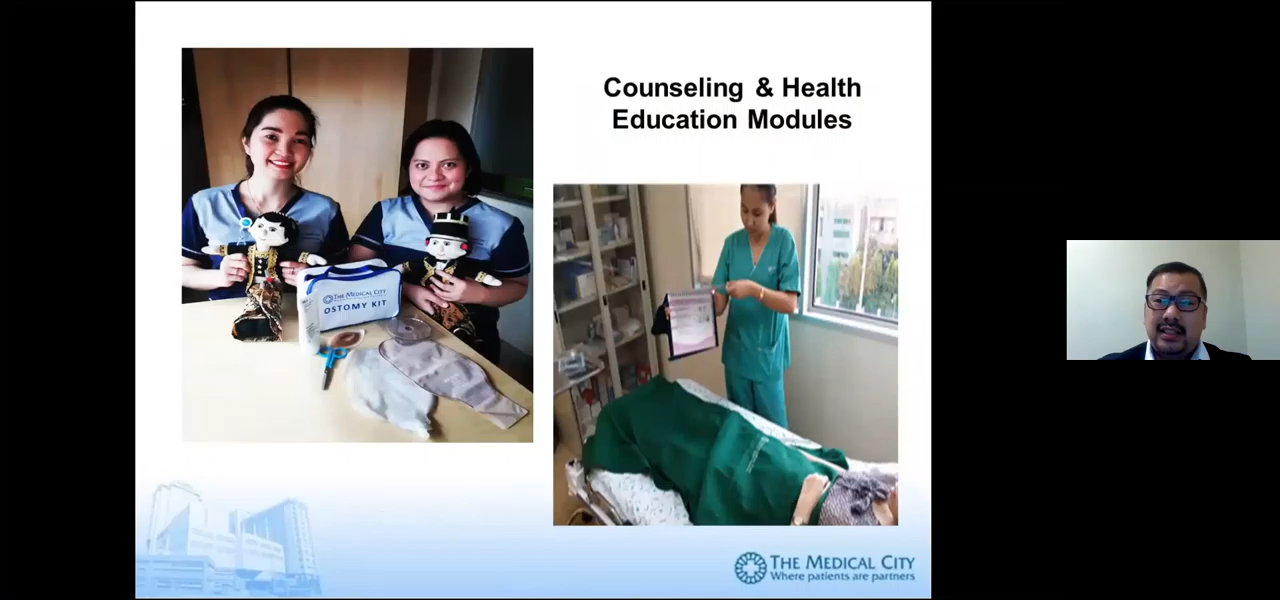 Counseling & Health
Education Modules
THE MEDICAL CITY
OSTOMY KIT
THE MEDICAL CITY
Where patients are partners